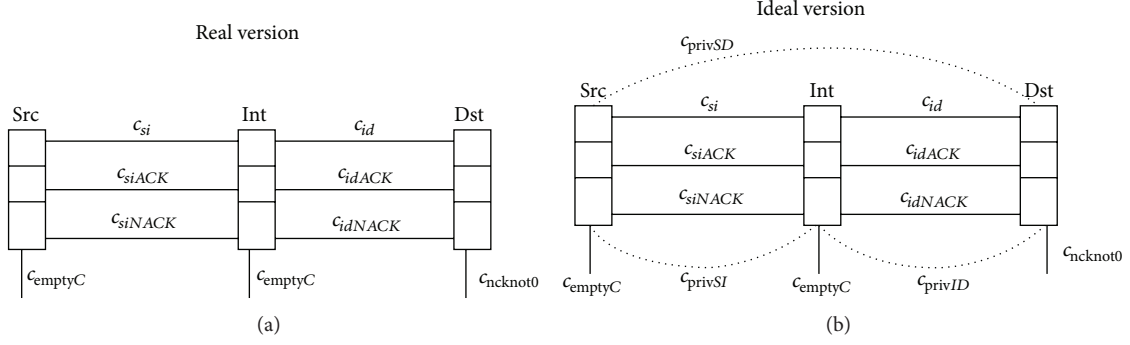 Real version
Src Int Dst
c_si c_id
c_siACK c_idACK
c_siNACK c_idNACK
c_emptyC c_emptyC c_ncknot0
(a)
Ideal version
c_privSD
Src Int Dst
c_si c_id
c_siACK c_idACK
c_siNACK c_idNACK
c_emptyC c_privSI c_emptyC c_privID c_ncknot0
(b)